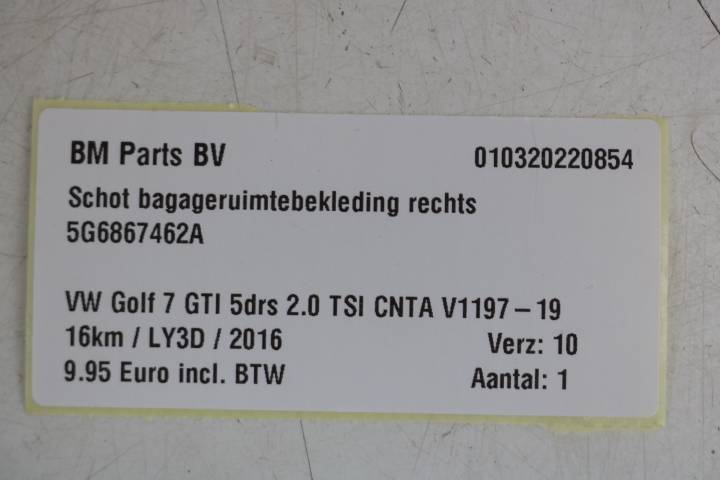 BM Parts BV 010320220854
Schot bagageruimtebekleding rechts
5G6867462A
VW Golf 7 GTI 5drs 2.0 TSI CNTA V1197-19
16km / LY3D / 2016 Verz: 10
9.95 Euro incl. BTW Aantal: 1